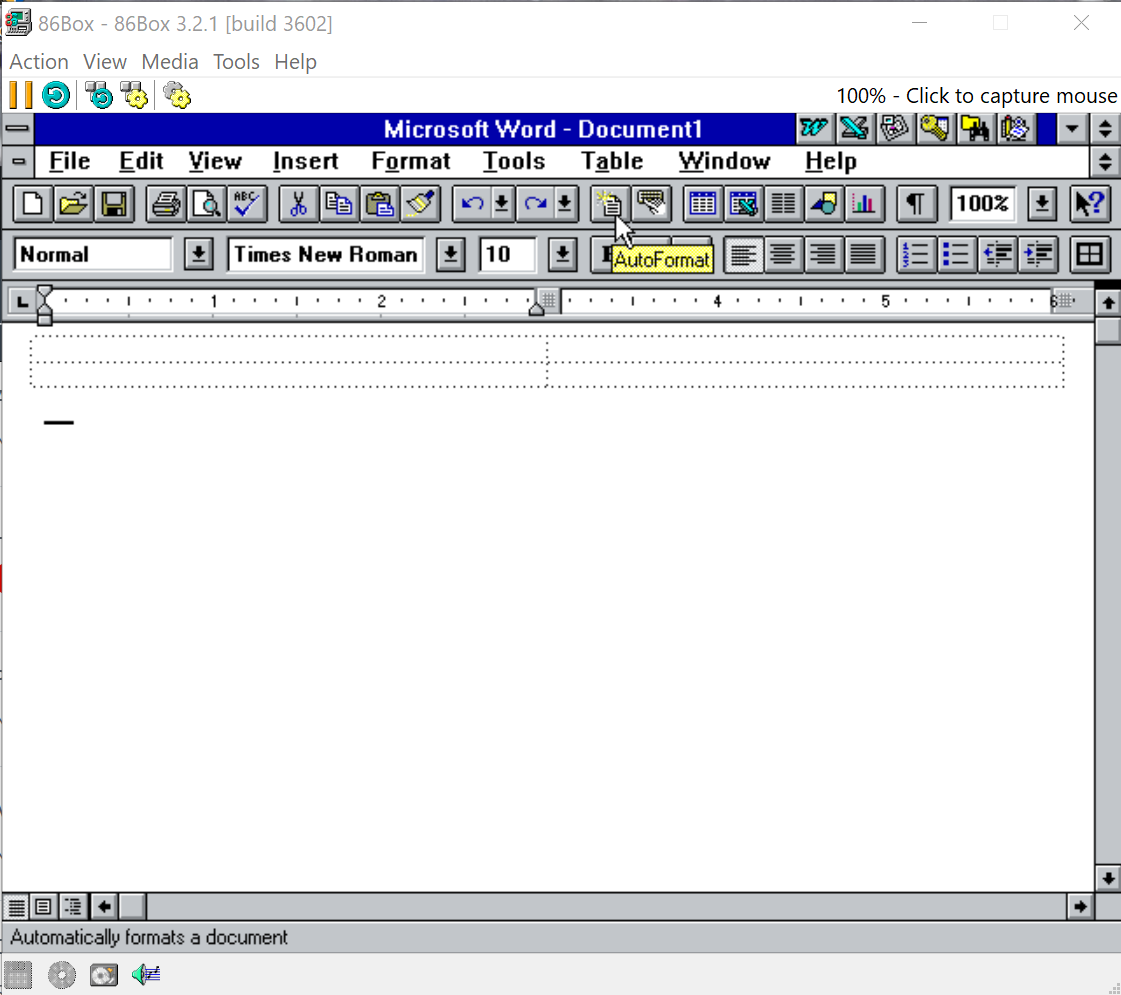 86Box - 86Box 3.2.1 [build 3602]
Action View Media Tools Help
100% - Click to capture mouse
Microsoft Word - Document1
File Edit View Insert Format Tools Table Window Help
ABC
100%
?
Normal Times New Roman 10
AutoFormat
1 2 4 5 6
Automatically formats a document